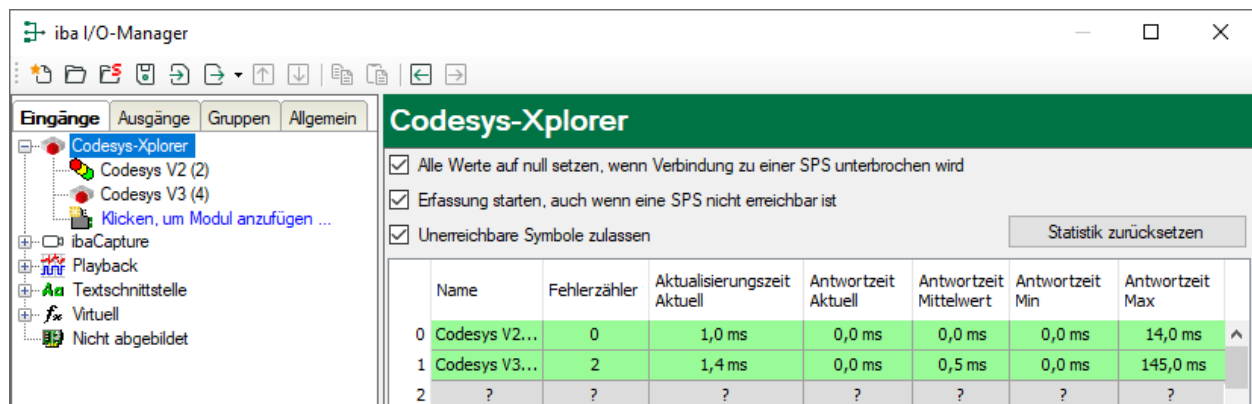 iba I/O-Manager
Eingänge Ausgänge Gruppen Allgemein
Codesys-Xplorer
Codesys V2 (2)
Codesys V3 (4)
Klicken, um Modul anzufügen ...
ibaCapture
Playback
Textschnittstelle
Virtuell
Nicht abgebildet
Codesys-Xplorer
Alle Werte auf null setzen, wenn Verbindung zu einer SPS unterbrochen wird
Erfassung starten, auch wenn eine SPS nicht erreichbar ist
Unerreichbare Symbole zulassen
Statistik zurücksetzen
Name Fehlerzähler Aktualisierungszeit Aktuell Antwortzeit Aktuell Antwortzeit Mittelwert Antwortzeit Min Antwortzeit Max
0 Codesys V2... 0 1,0 ms 0,0 ms 0,0 ms 0,0 ms 14,0 ms
1 Codesys V3... 2 1,4 ms 0,0 ms 0,5 ms 0,0 ms 145,0 ms
2 ? ? ? ? ? ? ?